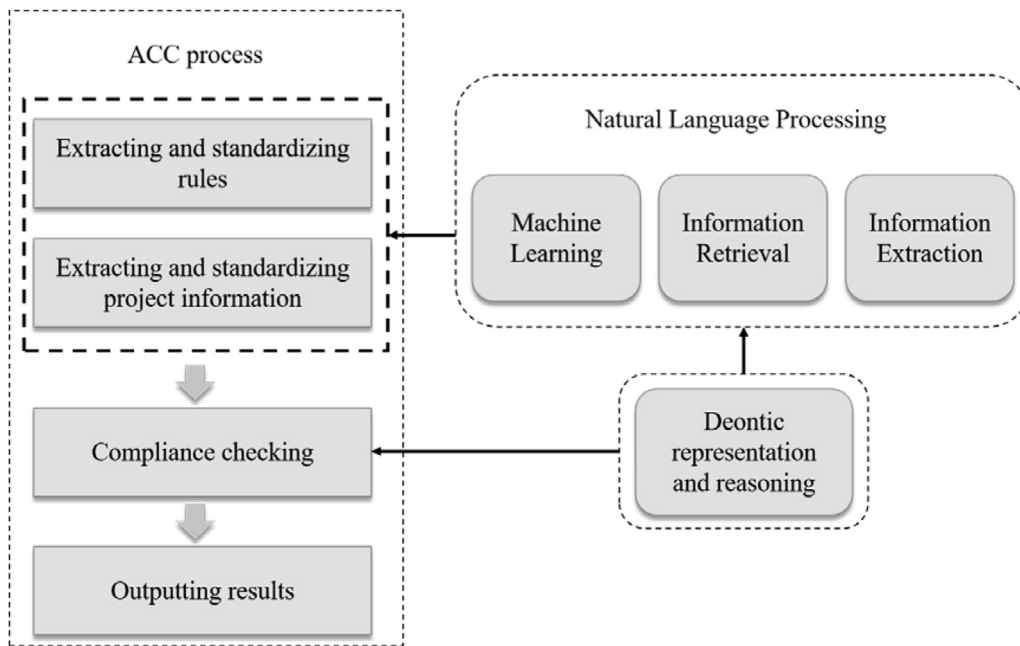 ACC process
Extracting and standardizing
rules
Extracting and standardizing
project information
Compliance checking
Outputting results
Natural Language Processing
Machine
Learning
Information
Retrieval
Information
Extraction
Deontic
representation
and reasoning